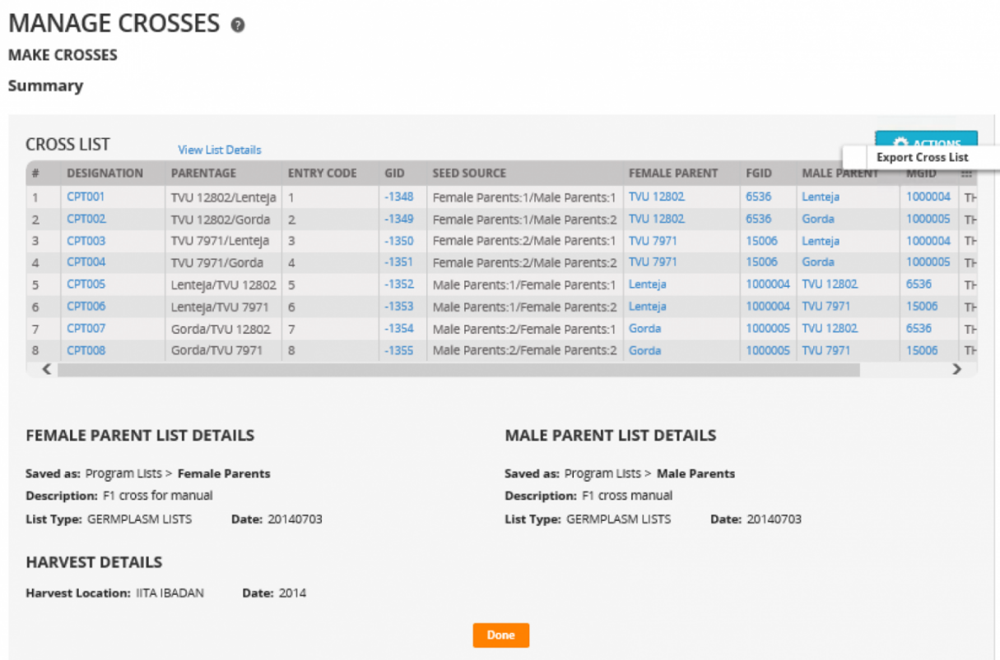 MANAGE CROSSES ?
MAKE CROSSES
Summary
CROSS LIST View List Details ACTIONS
Export Cross List
# DESIGNATION PARENTAGE ENTRY CODE GID SEED SOURCE FEMALE PARENT FGID MALE PARENT MGID
1 CPT001 TVU 12802/Lenteja 1 -1348 Female Parents:1/Male Parents:1 TVU 12802 6536 Lenteja 1000004 TH
2 CPT002 TVU 12802/Gorda 2 -1349 Female Parents:1/Male Parents:2 TVU 12802 6536 Gorda 1000005 TH
3 CPT003 TVU 7971/Lenteja 3 -1350 Female Parents:2/Male Parents:1 TVU 7971 15006 Lenteja 1000004 TH
4 CPT004 TVU 7971/Gorda 4 -1351 Female Parents:2/Male Parents:2 TVU 7971 15006 Gorda 1000005 TH
5 CPT005 Lenteja/TVU 12802 5 -1352 Male Parents:1/Female Parents:1 Lenteja 1000004 TVU 12802 6536 TH
6 CPT006 Lenteja/TVU 7971 6 -1353 Male Parents:1/Female Parents:2 Lenteja 1000004 TVU 7971 15006 TH
7 CPT007 Gorda/TVU 12802 7 -1354 Male Parents:2/Female Parents:1 Gorda 1000005 TVU 12802 6536 TH
8 CPT008 Gorda/TVU 7971 8 -1355 Male Parents:2/Female Parents:2 Gorda 1000005 TVU 7971 15006 TH
FEMALE PARENT LIST DETAILS
Saved as: Program Lists > Female Parents
Description: F1 cross for manual
List Type: GERMPLASM LISTS Date: 20140703
MALE PARENT LIST DETAILS
Saved as: Program Lists > Male Parents
Description: F1 cross manual
List Type: GERMPLASM LISTS Date: 20140703
HARVEST DETAILS
Harvest Location: IITA IBADAN Date: 2014
Done